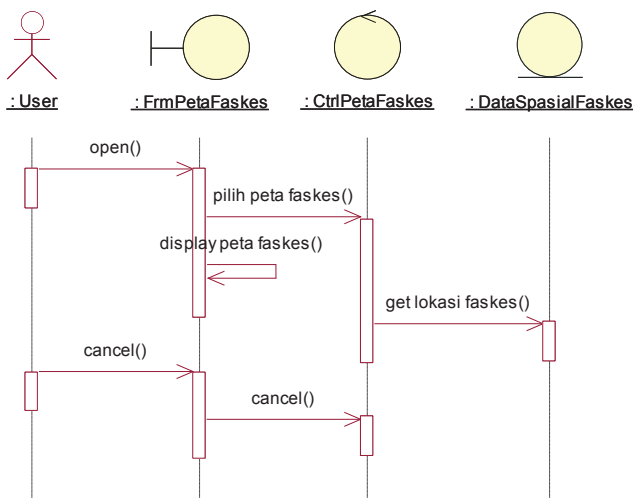 : User
: FrmPetaFaskes
: CtrlPetaFaskes
: DataSpasialFaskes
open()
pilih peta faskes()
display peta faskes()
get lokasi faskes()
cancel()
cancel()